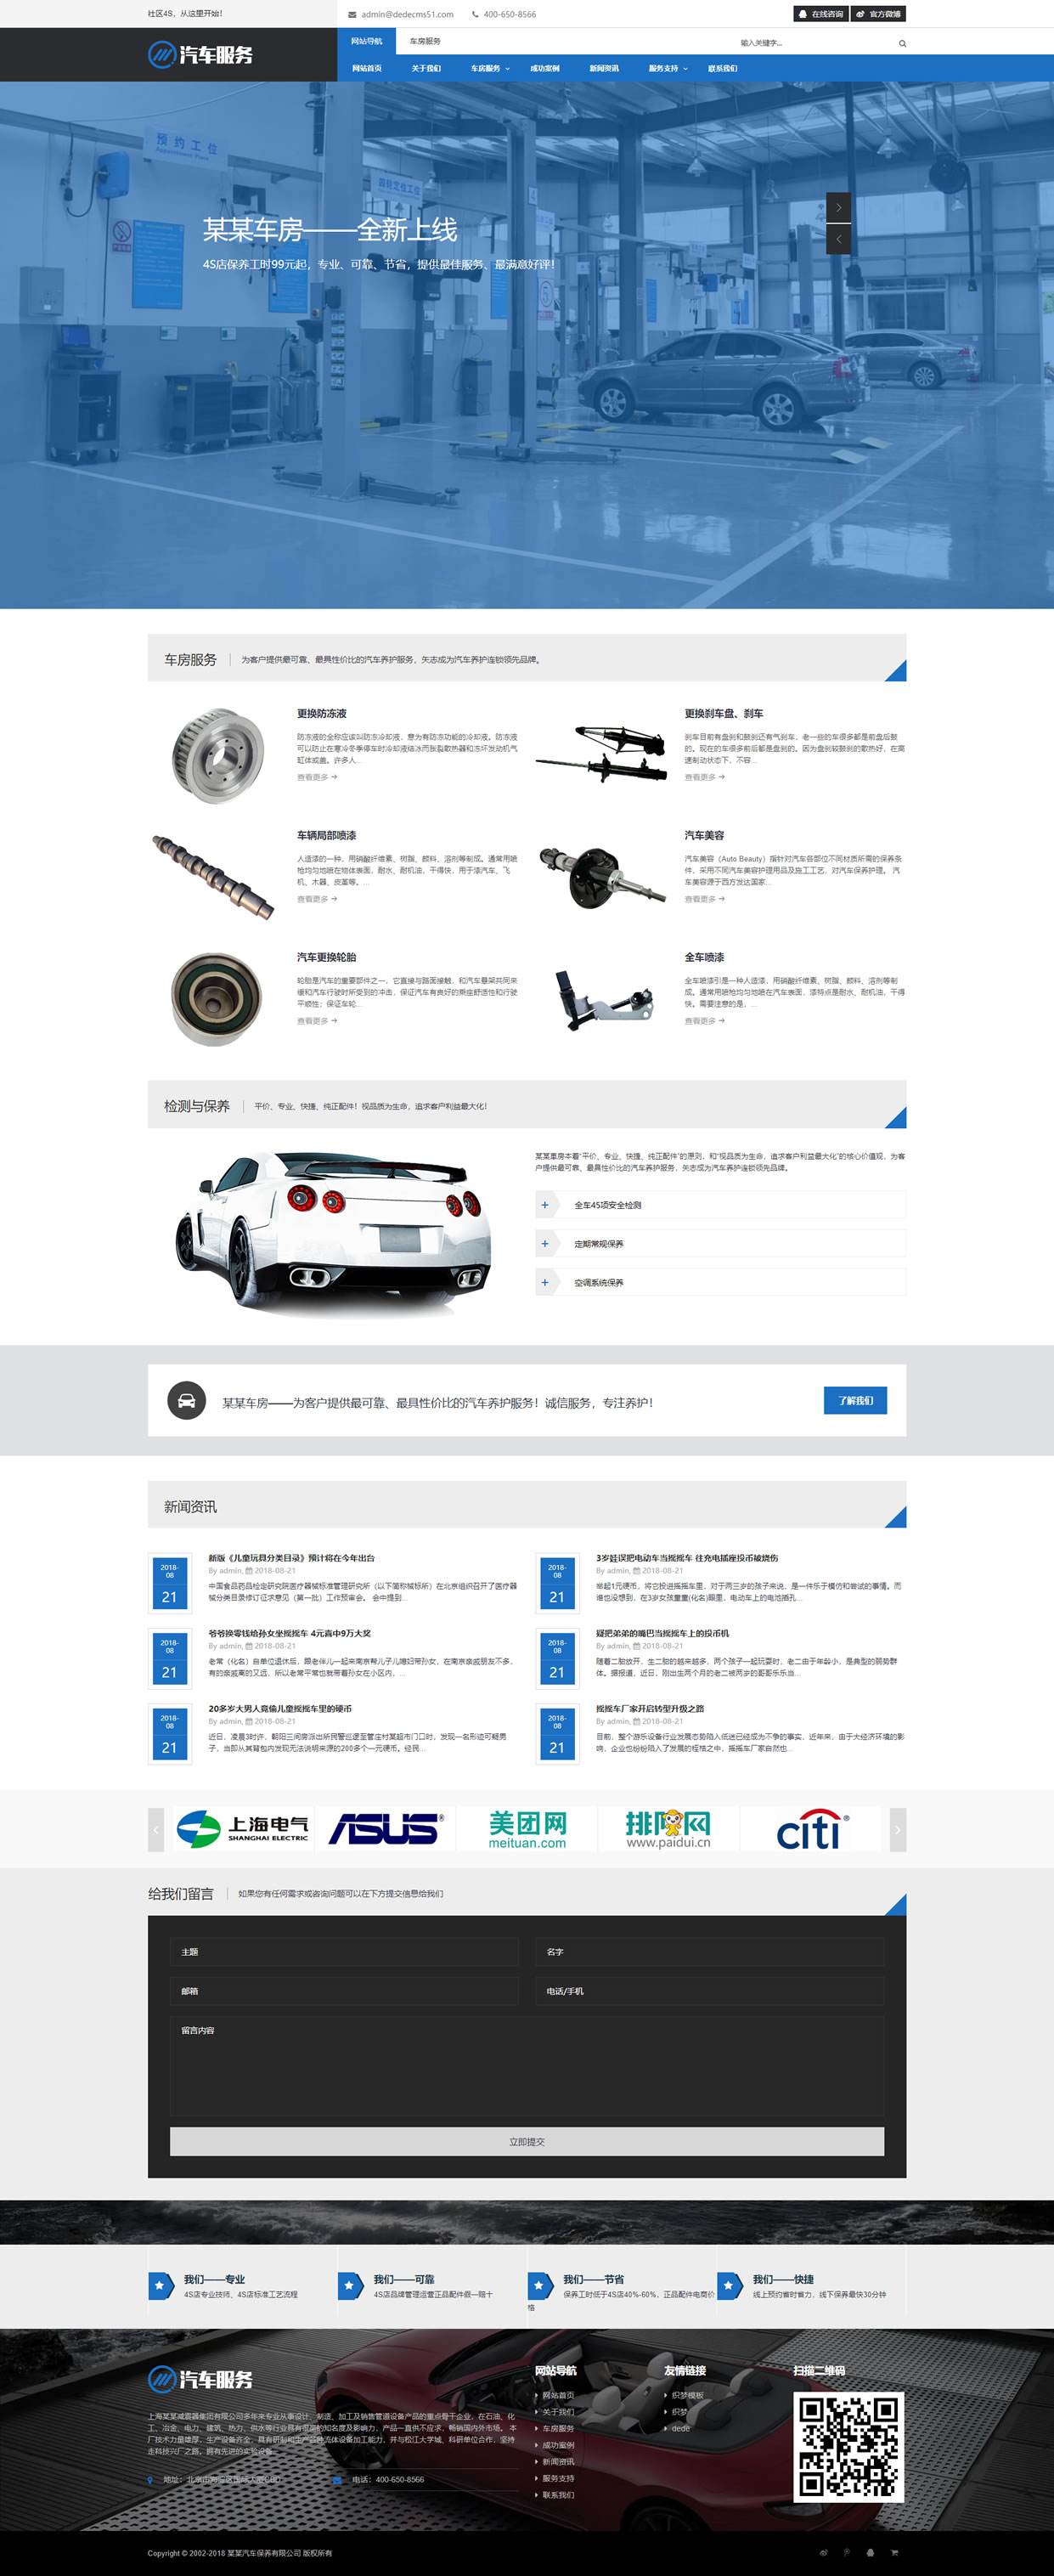 社区4S，从这里开始！
admin@dedecms51.com
400-650-8566
在线咨询
官方微博
汽车服务
网站导航
车房服务
输入关键字...
网站首页
关于我们
车房服务
成功案例
新闻资讯
服务支持
联系我们
预约工位
Appointment Place
四轮定位工位
某某车房——全新上线
4S店保养工时99元起，专业、可靠、节省，提供最佳服务、最满意好评！
车房服务
为客户提供最可靠、最具性价比的汽车养护服务，矢志成为汽车养护连锁领先品牌。
更换防冻液
防冻液的全称应该叫防冻冷却液，意为有防冻功能的冷却液。防冻液
可以防止在寒冷冬季停车时冷却液结冰而胀裂散热器和冻坏发动机气
缸体或盖。许多人...
查看更多
更换刹车盘、刹车
刹车目前有盘刹和鼓刹还有气刹车，老一些的车很多都是前盘后鼓
的。现在的车很多前后都是盘刹的。因为盘刹较鼓刹的散热好，在高
速制动状态下，不容...
查看更多
车辆局部喷漆
人造漆的一种，用硝酸纤维素、树脂、颜料、溶剂等制成。通常用喷
枪均匀地喷在物体表面，耐水、耐机油，干得快，用于漆汽车、飞
机、木器、皮革等。...
查看更多
汽车美容
汽车美容（Auto Beauty）指针对汽车各部位不同材质所需的保养条
件，采用不同汽车美容护理用品及施工工艺，对汽车保养护理。 汽
车美容源于西方发达国家...
查看更多
汽车更换轮胎
轮胎是汽车的重要部件之一，它直接与路面接触，和汽车悬架共同来
缓和汽车行驶时所受到的冲击，保证汽车有良好的乘座舒适性和行驶
平顺性；保证车轮...
查看更多
全车喷漆
全车喷漆引是一种人造漆，用硝酸纤维素、树脂、颜料、溶剂等制
成。通常用喷枪均匀地喷在汽车表面，漆特点是耐水、耐机油，干得
快。需要注意的是，...
查看更多
检测与保养
平价、专业、快捷、纯正配件！视品质为生命，追求客户利益最大化！
某某車房本着“平价、专业、快捷、纯正配件”的原则，和“视品质为生命，追求客户利益最大化”的核心价值观，为客
户提供最可靠、最具性价比的汽车养护服务，矢志成为汽车养护连锁领先品牌。
全车45项安全检测
定期常规保养
空调系统保养
某某车房——为客户提供最可靠、最具性价比的汽车养护服务！诚信服务，专注养护！
了解我们
新闻资讯
2018-
08
21
新版《儿童玩具分类目录》预计将在今年出台
By admin, 2018-08-21
中国食品药品检定研究院医疗器械标准管理研究所（以下简称械标所）在北京组织召开了医疗器
械分类目录修订征求意见（第一批）工作预审会。 会中提到...
2018-
08
21
3岁娃误把电动车当摇摇车 往充电插座投币被烧伤
By admin, 2018-08-21
举起1元硬币，将它投进摇摇车里，对于两三岁的孩子来说，是一件乐于模仿和尝试的事情。而
谁也没想到，在3岁女孩童童(化名)眼里，电动车上的电池插孔...
2018-
08
21
爷爷换零钱给孙女坐摇摇车 4元喜中9万大奖
By admin, 2018-08-21
老常（化名）自单位退休后，跟老伴儿一起来南京帮儿子儿媳妇带孙女，在南京亲戚朋友不多，
有的亲戚离的又远，所以老常平常也就带着孙女在小区内，...
2018-
08
21
疑把弟弟的嘴巴当摇摇车上的投币机
By admin, 2018-08-21
随着二胎放开，生二胎的越来越多，两个孩子一起玩耍时，老二由于年龄小，是典型的弱势群
体。据报道，近日，刚出生两个月的老二被两岁的哥哥乐乐当...
2018-
08
21
20多岁大男人竟偷儿童摇摇车里的硬币
By admin, 2018-08-21
近日，凌晨3时许，朝阳三间房派出所民警巡逻至管庄村某超市门口时，发现一名形迹可疑男
子，当即从其背包内发现无法说明来源的200多个一元硬币。经民...
2018-
08
21
摇摇车厂家开启转型升级之路
By admin, 2018-08-21
目前，整个游乐设备行业发展态势陷入低迷已经成为不争的事实，近年来，由于大经济环境的影
响，企业也纷纷陷入了发展的桎梏之中，摇摇车厂家自然也...
上海电气
SHANGHAI ELECTRIC
ASUS
美团网
meituan.com
排队网
www.paidui.cn
citi
给我们留言
如果您有任何需求或咨询问题可以在下方提交信息给我们
主题
名字
邮箱
电话/手机
留言内容
立即提交
我们——专业
4S店专业技师、4S店标准工艺流程
我们——可靠
4S店品牌管理运营正品配件假一赔十
我们——节省
保养工时低于4S店40%-60%，正品配件电商价
格
我们——快捷
线上预约省时省力，线下保养最快30分钟
汽车服务
上海某某减震器集团有限公司多年来专业从事设计、制造、加工及销售管道设备产品的重点骨干企业，在石油、化
工、冶金、电力、建筑、热力、供水等行业具有很高的知名度及影响力，产品一直供不应求，畅销国内外市场。 本
厂技术力量雄厚，生产设备齐全，具有研制和生产各种流体设备加工能力，并与松江大学城、科研单位合作，坚持
走科技兴厂之路。拥有先进的实验设备...
地址：北京市海淀区国际大厦CBD
电话：400-650-8566
网站导航
网站首页
关于我们
车房服务
成功案例
新闻资讯
服务支持
联系我们
友情链接
织梦模板
织梦
dede
扫描二维码
Copyright © 2002-2018 某某汽车保养有限公司 版权所有